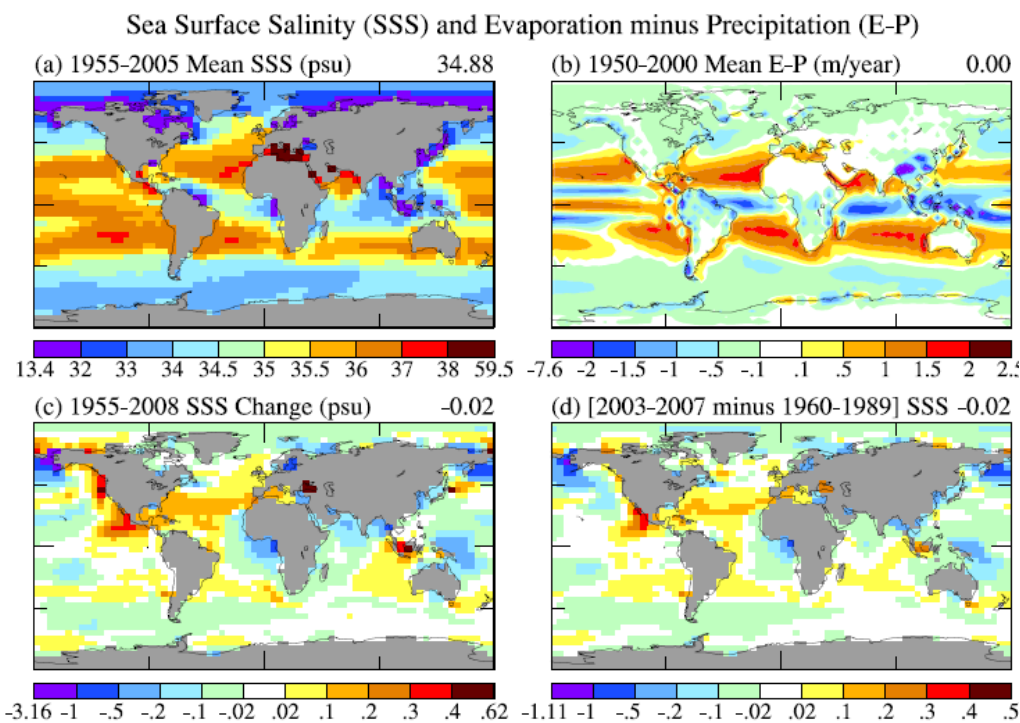 Sea Surface Salinity (SSS) and Evaporation minus Precipitation (E-P)
(a) 1955-2005 Mean SSS (psu) 34.88
(b) 1950-2000 Mean E-P (m/year) 0.00
13.4 32 33 34 34.5 35 35.5 36 37 38 59.5
-7.6 -2 -1.5 -1 -.5 -.1 .1 .5 1 1.5 2 2.5
(c) 1955-2008 SSS Change (psu) -0.02
(d) [2003-2007 minus 1960-1989] SSS -0.02
-3.16 -1 -.5 -.2 -.1 -.02 .02 .1 .2 .3 .4 .62
-1.11 -1 -.5 -.2 -.1 -.02 .02 .1 .2 .3 .4 .5